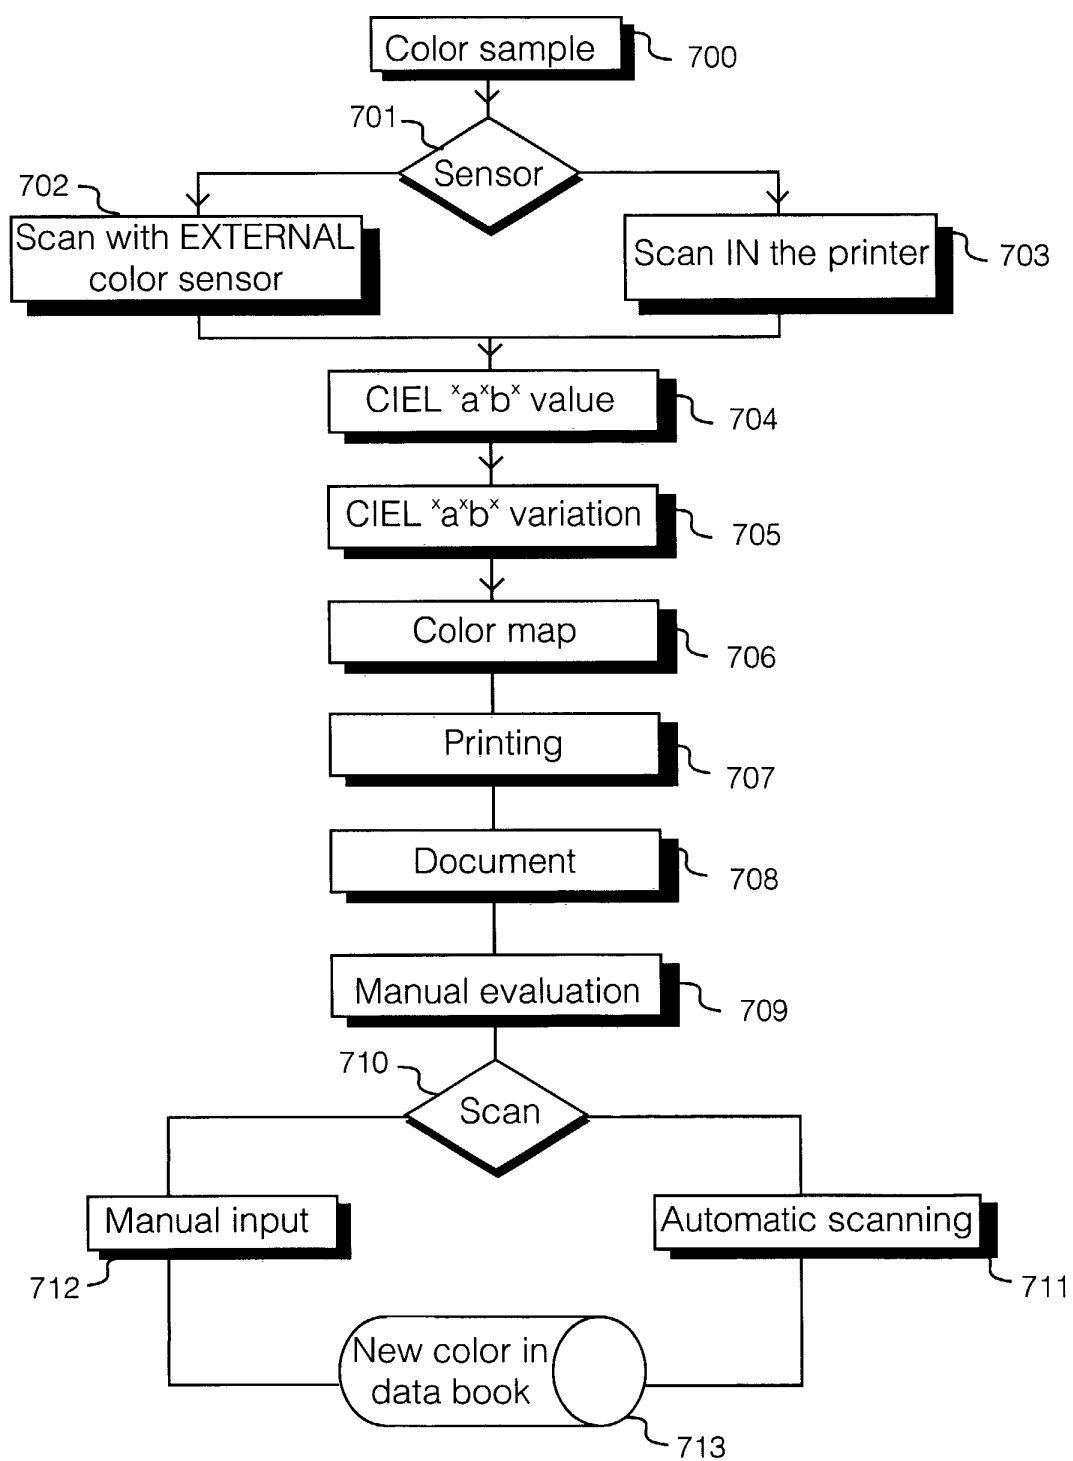 Color sample
700
701
Sensor
702
Scan with EXTERNAL
color sensor
Scan IN the printer
703
CIEL ˣaˣbˣ value
704
CIEL ˣaˣbˣ variation
705
Color map
706
Printing
707
Document
708
Manual evaluation
709
710
Scan
Manual input
712
Automatic scanning
711
New color in
data book
713